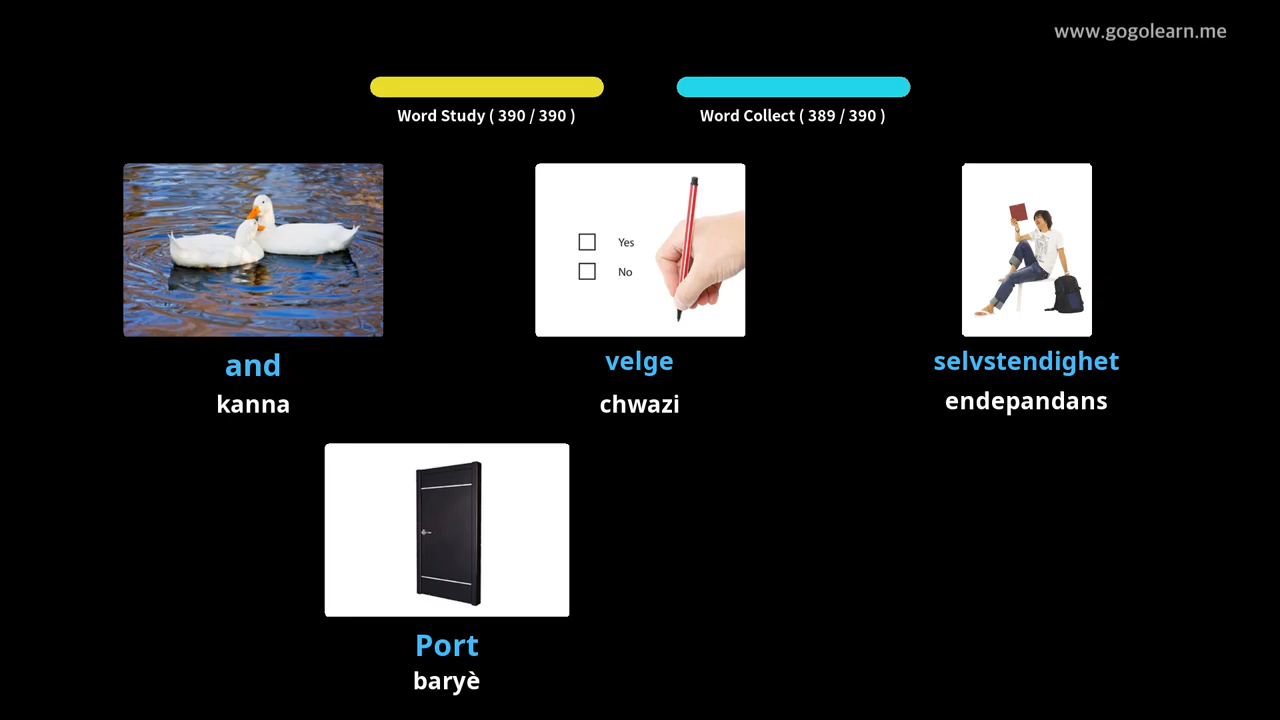 www.gogolearn.me
Word Study ( 390 / 390 )
Word Collect ( 389 / 390 )
Yes
No
and
kanna
velge
chwazi
selvstendighet
endepandans
Port
baryè